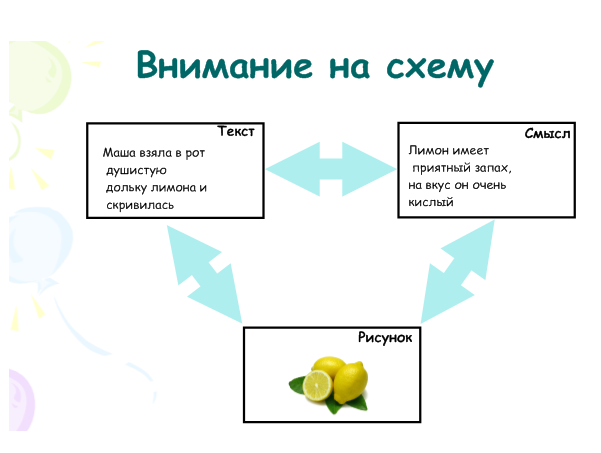 Внимание на схему
Текст
Маша взяла в рот
душистую
дольку лимона и
скривилась
Смысл
Лимон имеет
приятный запах,
на вкус он очень
кислый
Рисунок